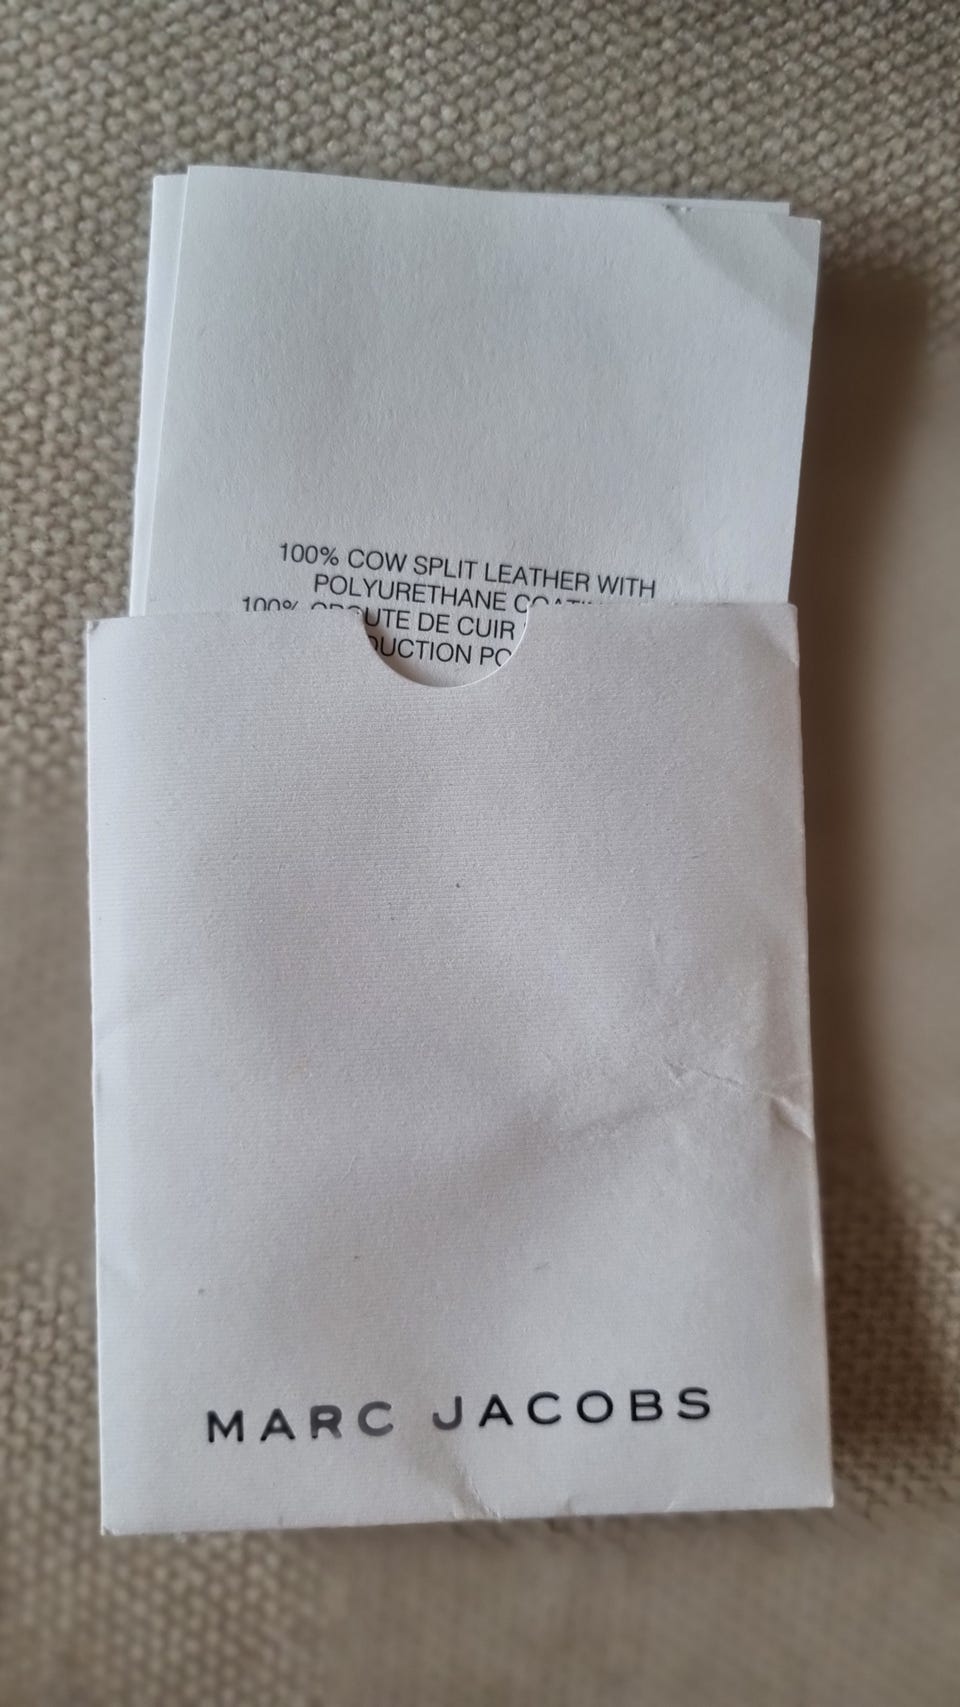 100% COW SPLIT LEATHER WITH
POLYURETHANE
100% DE CUIR
MARC JACOBS